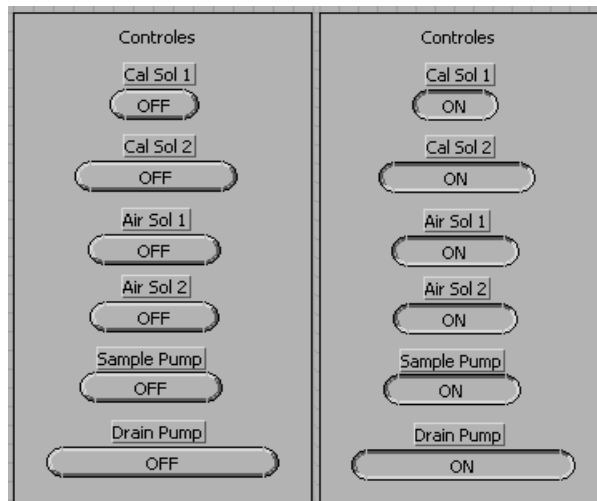 Controles
Cal Sol 1
OFF
Cal Sol 2
OFF
Air Sol 1
OFF
Air Sol 2
OFF
Sample Pump
OFF
Drain Pump
OFF
Controles
Cal Sol 1
ON
Cal Sol 2
ON
Air Sol 1
ON
Air Sol 2
ON
Sample Pump
ON
Drain Pump
ON